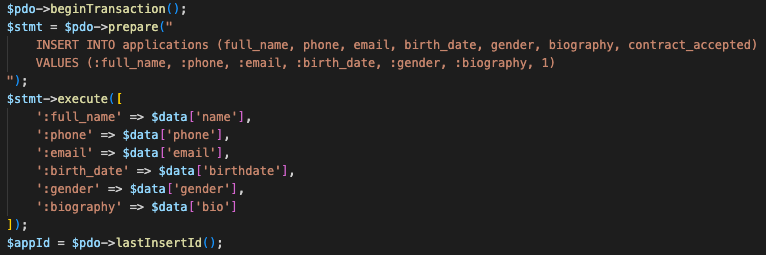 $pdo->beginTransaction();
$stmt = $pdo->prepare("
    INSERT INTO applications (full_name, phone, email, birth_date, gender, biography, contract_accepted)
    VALUES (:full_name, :phone, :email, :birth_date, :gender, :biography, 1)
");
$stmt->execute([
    ':full_name' => $data['name'],
    ':phone' => $data['phone'],
    ':email' => $data['email'],
    ':birth_date' => $data['birthdate'],
    ':gender' => $data['gender'],
    ':biography' => $data['bio']
]);
$appId = $pdo->lastInsertId();